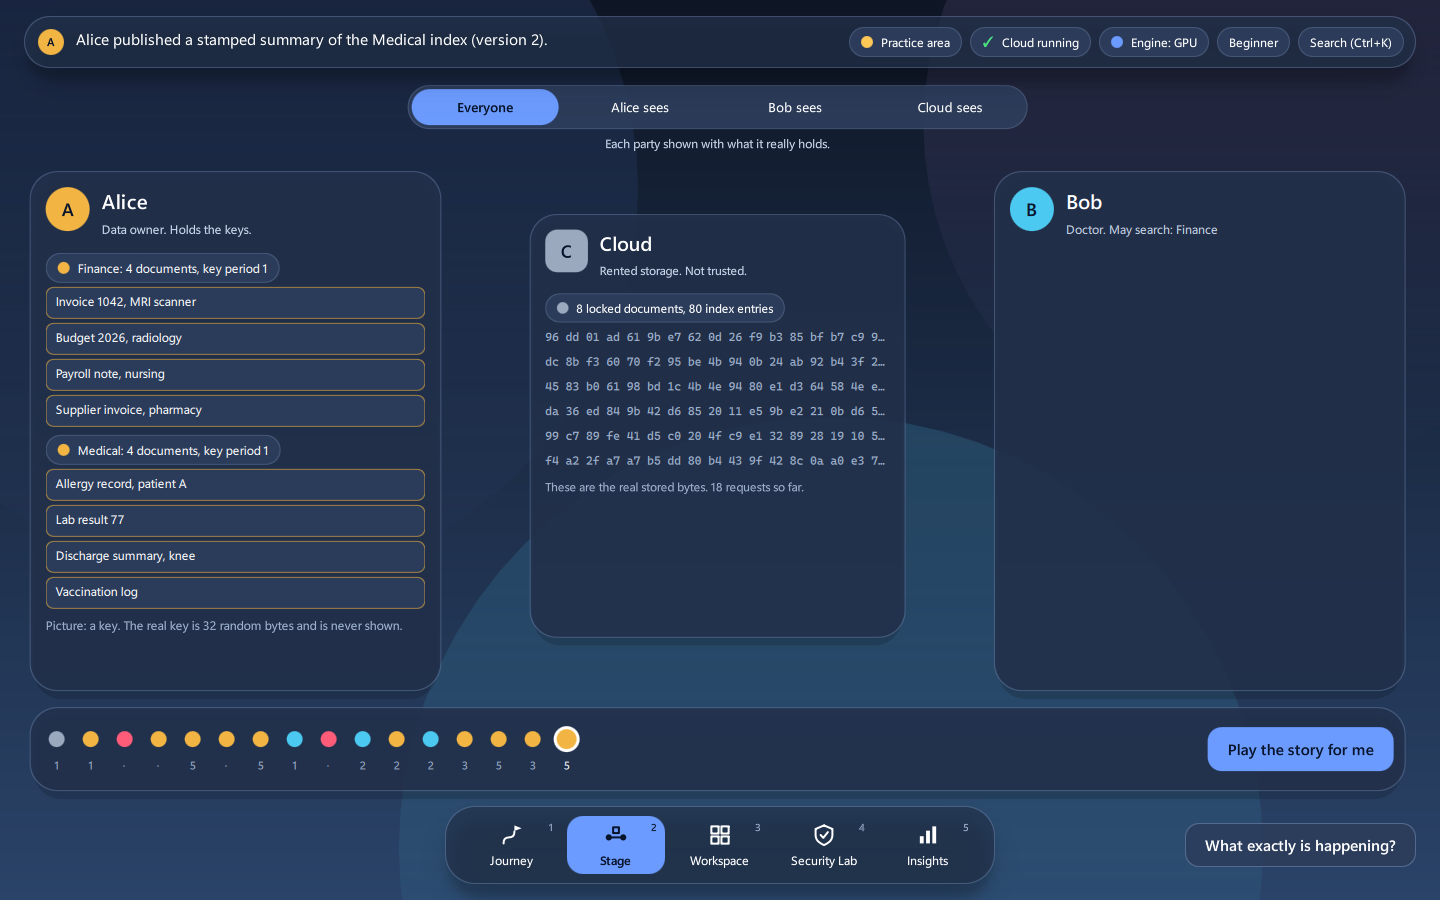 A
Alice published a stamped summary of the Medical index (version 2).
Practice area
Cloud running
Engine: GPU
Beginner
Search (Ctrl+K)
Everyone
Alice sees
Bob sees
Cloud sees
Each party shown with what it really holds.
A
Alice
Data owner. Holds the keys.
Finance: 4 documents, key period 1
Invoice 1042, MRI scanner
Budget 2026, radiology
Payroll note, nursing
Supplier invoice, pharmacy
Medical: 4 documents, key period 1
Allergy record, patient A
Lab result 77
Discharge summary, knee
Vaccination log
Picture: a key. The real key is 32 random bytes and is never shown.
C
Cloud
Rented storage. Not trusted.
8 locked documents, 80 index entries
96 dd 01 ad 61 9b e7 62 0d 26 f9 b3 85 bf b7 c9 9…
dc 8b f3 60 70 f2 95 be 4b 94 0b 24 ab 92 b4 3f 2…
45 83 b0 61 98 bd 1c 4b 4e 94 80 e1 d3 64 58 4e e…
da 36 ed 84 9b 42 d6 85 20 11 e5 9b e2 21 0b d6 5…
99 c7 89 fe 41 d5 c0 20 4f c9 e1 32 89 28 19 10 5…
f4 a2 2f a7 a7 b5 dd 80 b4 43 9f 42 8c 0a a0 e3 7…
These are the real stored bytes. 18 requests so far.
B
Bob
Doctor. May search: Finance
1 1 · · 5 · 5 1 · 2 2 2 3 5 3 5
Play the story for me
Journey 1
Stage 2
Workspace 3
Security Lab 4
Insights 5
What exactly is happening?